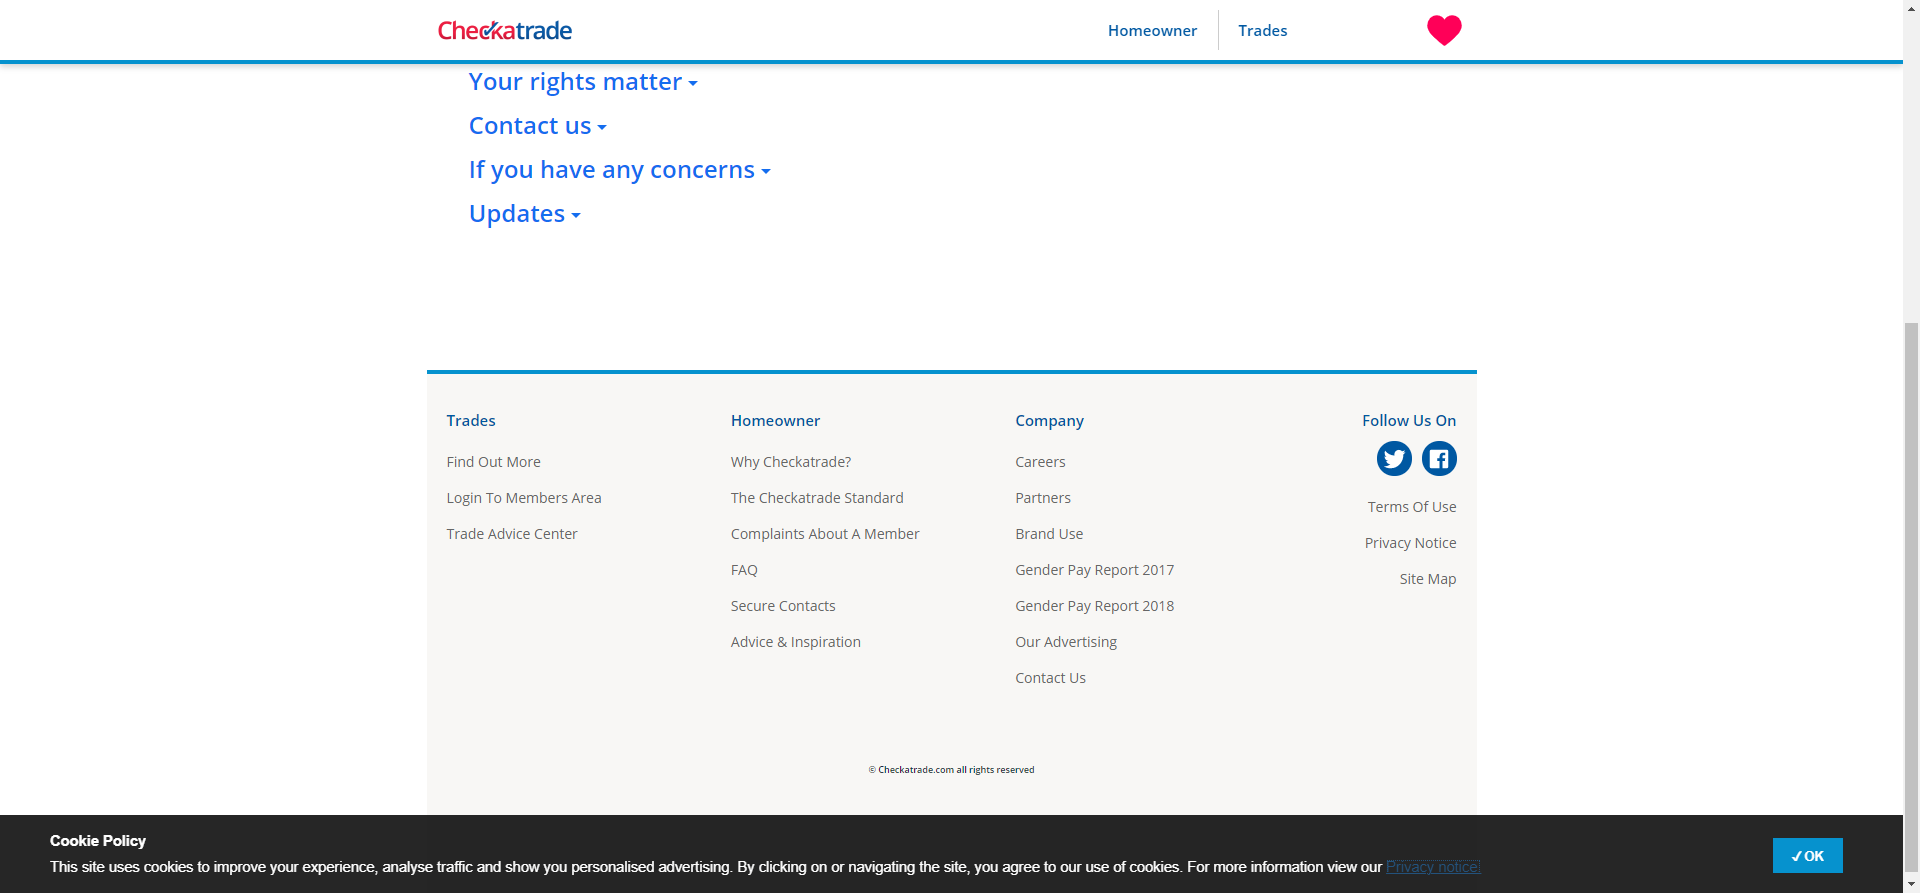 Checkatrade
Homeowner
Trades
Your rights matter
Contact us
If you have any concerns
Updates
Trades
Find Out More
Login To Members Area
Trade Advice Center
Homeowner
Why Checkatrade?
The Checkatrade Standard
Complaints About A Member
FAQ
Secure Contacts
Advice & Inspiration
Company
Careers
Partners
Brand Use
Gender Pay Report 2017
Gender Pay Report 2018
Our Advertising
Contact Us
Follow Us On
Terms Of Use
Privacy Notice
Site Map
© Checkatrade.com all rights reserved
Cookie Policy
This site uses cookies to improve your experience, analyse traffic and show you personalised advertising. By clicking on or navigating the site, you agree to our use of cookies. For more information view our Privacy notice!
✓OK